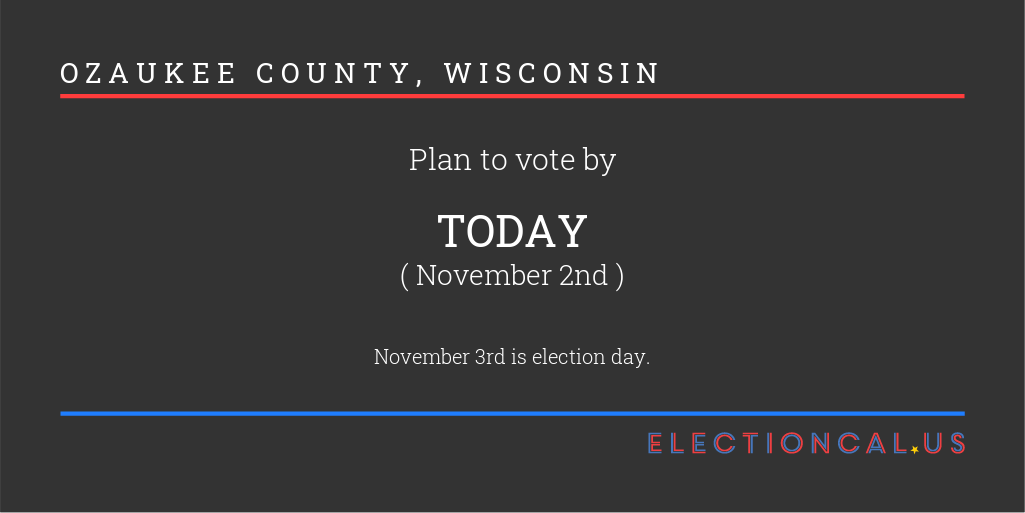 OZAUKEE COUNTY, WISCONSIN
Plan to vote by
TODAY
( November 2nd )
November 3rd is election day.
ELECTIONCAL.US